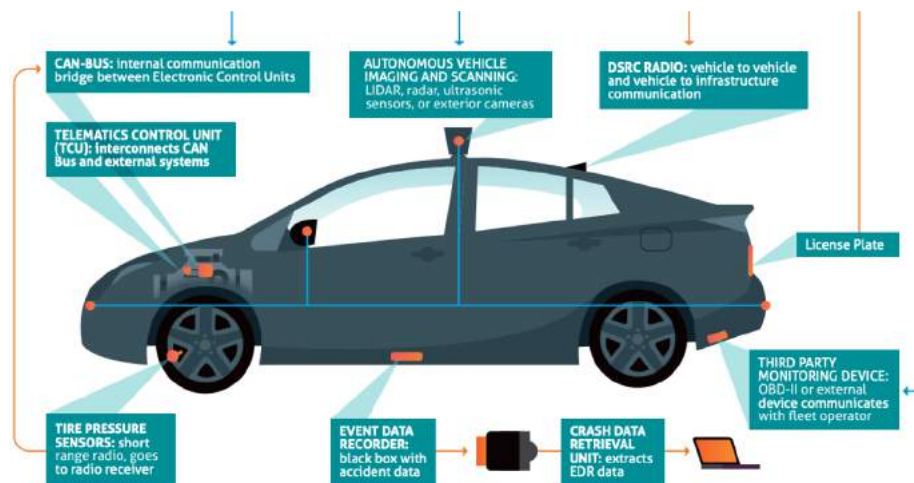 CAN-BUS: internal communication
bridge between Electronic Control Units
AUTONOMOUS VEHICLE
IMAGING AND SCANNING:
LIDAR, radar, ultrasonic
sensors, or exterior cameras
DSRC RADIO: vehicle to vehicle
and vehicle to infrastructure
communication
TELEMATICS CONTROL UNIT
(TCU): interconnects CAN
Bus and external systems
License Plate
THIRD PARTY
MONITORING DEVICE:
OBD-II or external
device communicates
with fleet operator
TIRE PRESSURE
SENSORS: short
range radio, goes
to radio receiver
EVENT DATA
RECORDER:
black box with
accident data
CRASH DATA
RETRIEVAL
UNIT: extracts
EDR data